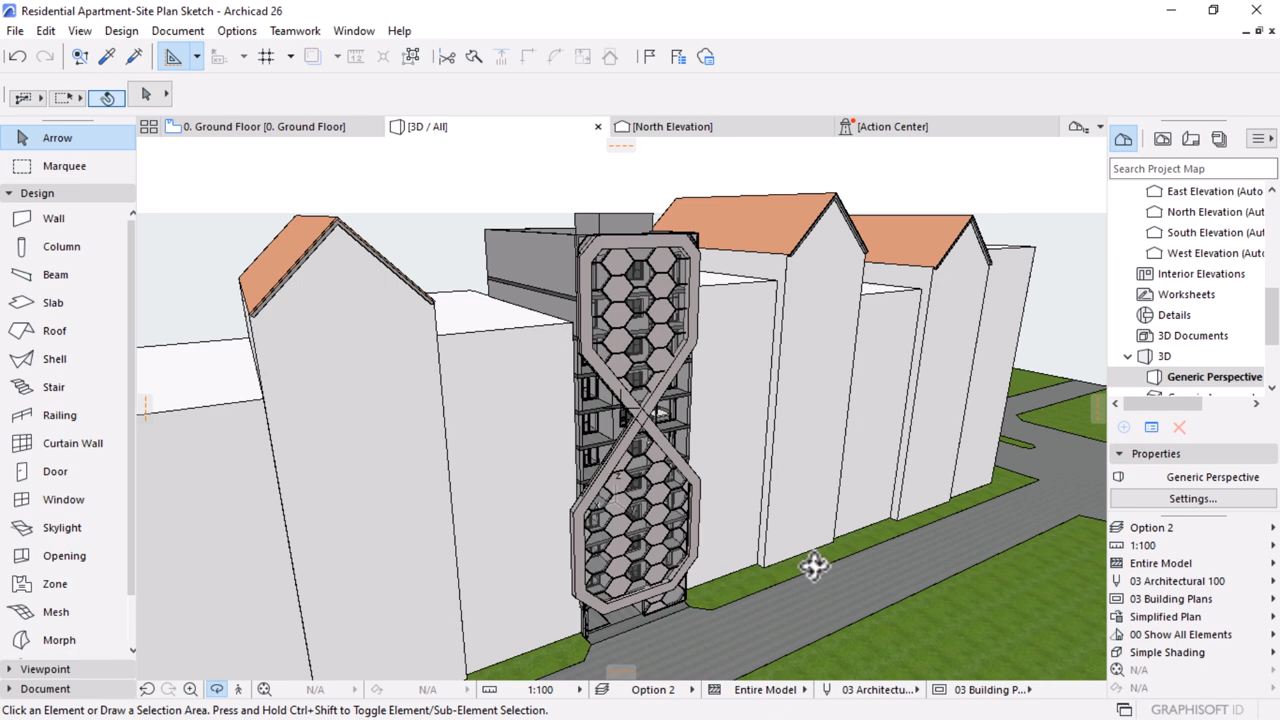 Residential Apartment-Site Plan Sketch - Archicad 26
File Edit View Design Document Options Teamwork Window Help
0. Ground Floor [0. Ground Floor]
[3D / All]
[North Elevation]
[Action Center]
Arrow
Marquee
Design
Wall
Column
Beam
Slab
Roof
Shell
Stair
Railing
Curtain Wall
Door
Window
Skylight
Opening
Zone
Mesh
Morph
Viewpoint
Document
Search Project Map
East Elevation (Auto
North Elevation (Aut
South Elevation (Aut
West Elevation (Auto
Interior Elevations
Worksheets
Details
3D Documents
3D
Generic Perspective
Properties
Generic Perspective
Settings...
Option 2
1:100
Entire Model
03 Architectural 100
03 Building Plans
Simplified Plan
00 Show All Elements
Simple Shading
N/A
N/A
N/A N/A 1:100 Option 2 Entire Model 03 Architectu... 03 Building P...
Click an Element or Draw a Selection Area. Press and Hold Ctrl+Shift to Toggle Element/Sub-Element Selection.
GRAPHISOFT ID